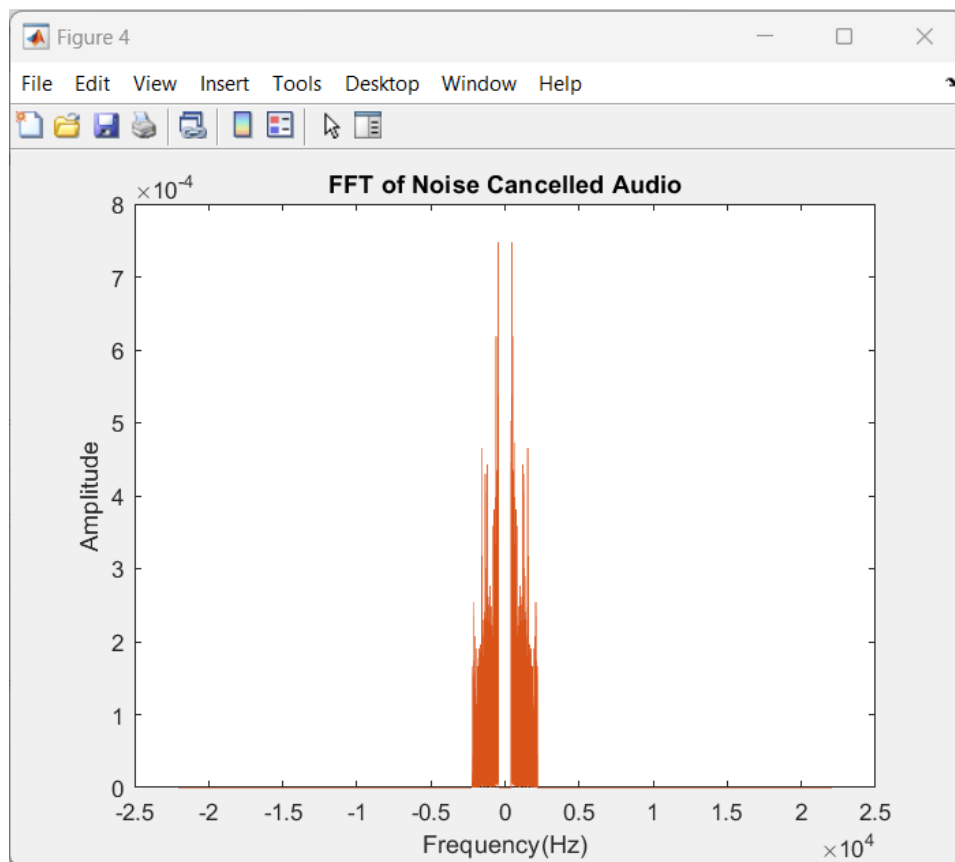 Figure 4
File Edit View Insert Tools Desktop Window Help
×10⁻⁴
FFT of Noise Cancelled Audio
8
7
6
5
4
3
2
1
0
Amplitude
-2.5 -2 -1.5 -1 -0.5 0 0.5 1 1.5 2 2.5
Frequency(Hz)
×10⁴